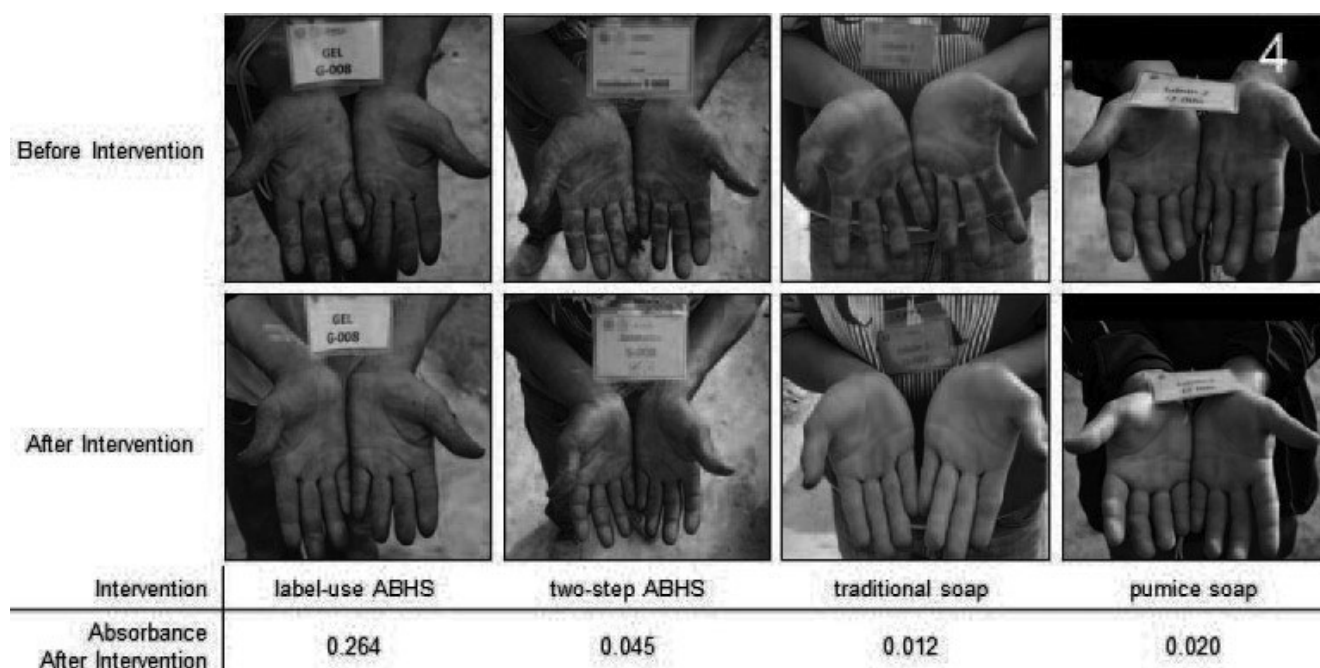 GEL
G-008
4
Before Intervention
GEL
G-008
After Intervention
Intervention label-use ABHS two-step ABHS traditional soap pumice soap
Absorbance
After Intervention 0.264 0.045 0.012 0.020